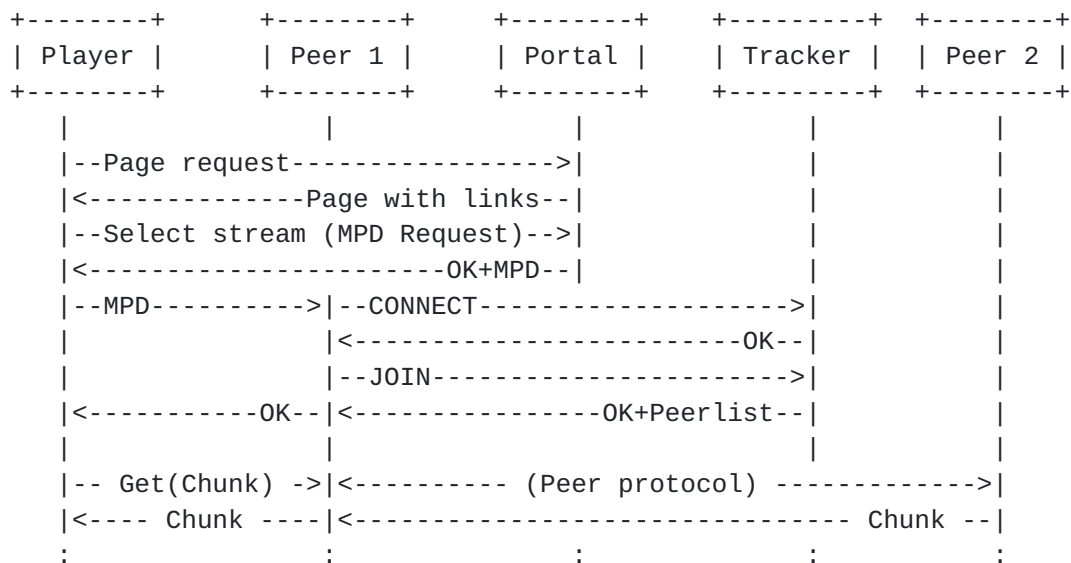 +--------+      +--------+     +--------+    +---------+  +--------+
| Player |      | Peer 1 |     | Portal |    | Tracker |  | Peer 2 |
+--------+      +--------+     +--------+    +---------+  +--------+
   |                |               |              |           |
   |--Page request----------------->|              |           |
   |<--------------Page with links--|              |           |
   |--Select stream (MPD Request)-->|              |           |
   |<-----------------------OK+MPD--|              |           |
   |--MPD---------->|--CONNECT-------------------->|           |
   |                |<-------------------------OK--|           |
   |                |--JOIN----------------------->|           |
   |<-----------OK--|<----------------OK+Peerlist--|           |
   |                |                              |           |
   |-- Get(Chunk) ->|<---------- (Peer protocol) ------------->|
   |<---- Chunk ----|<-------------------------------- Chunk --|
   :                :               :              :           :